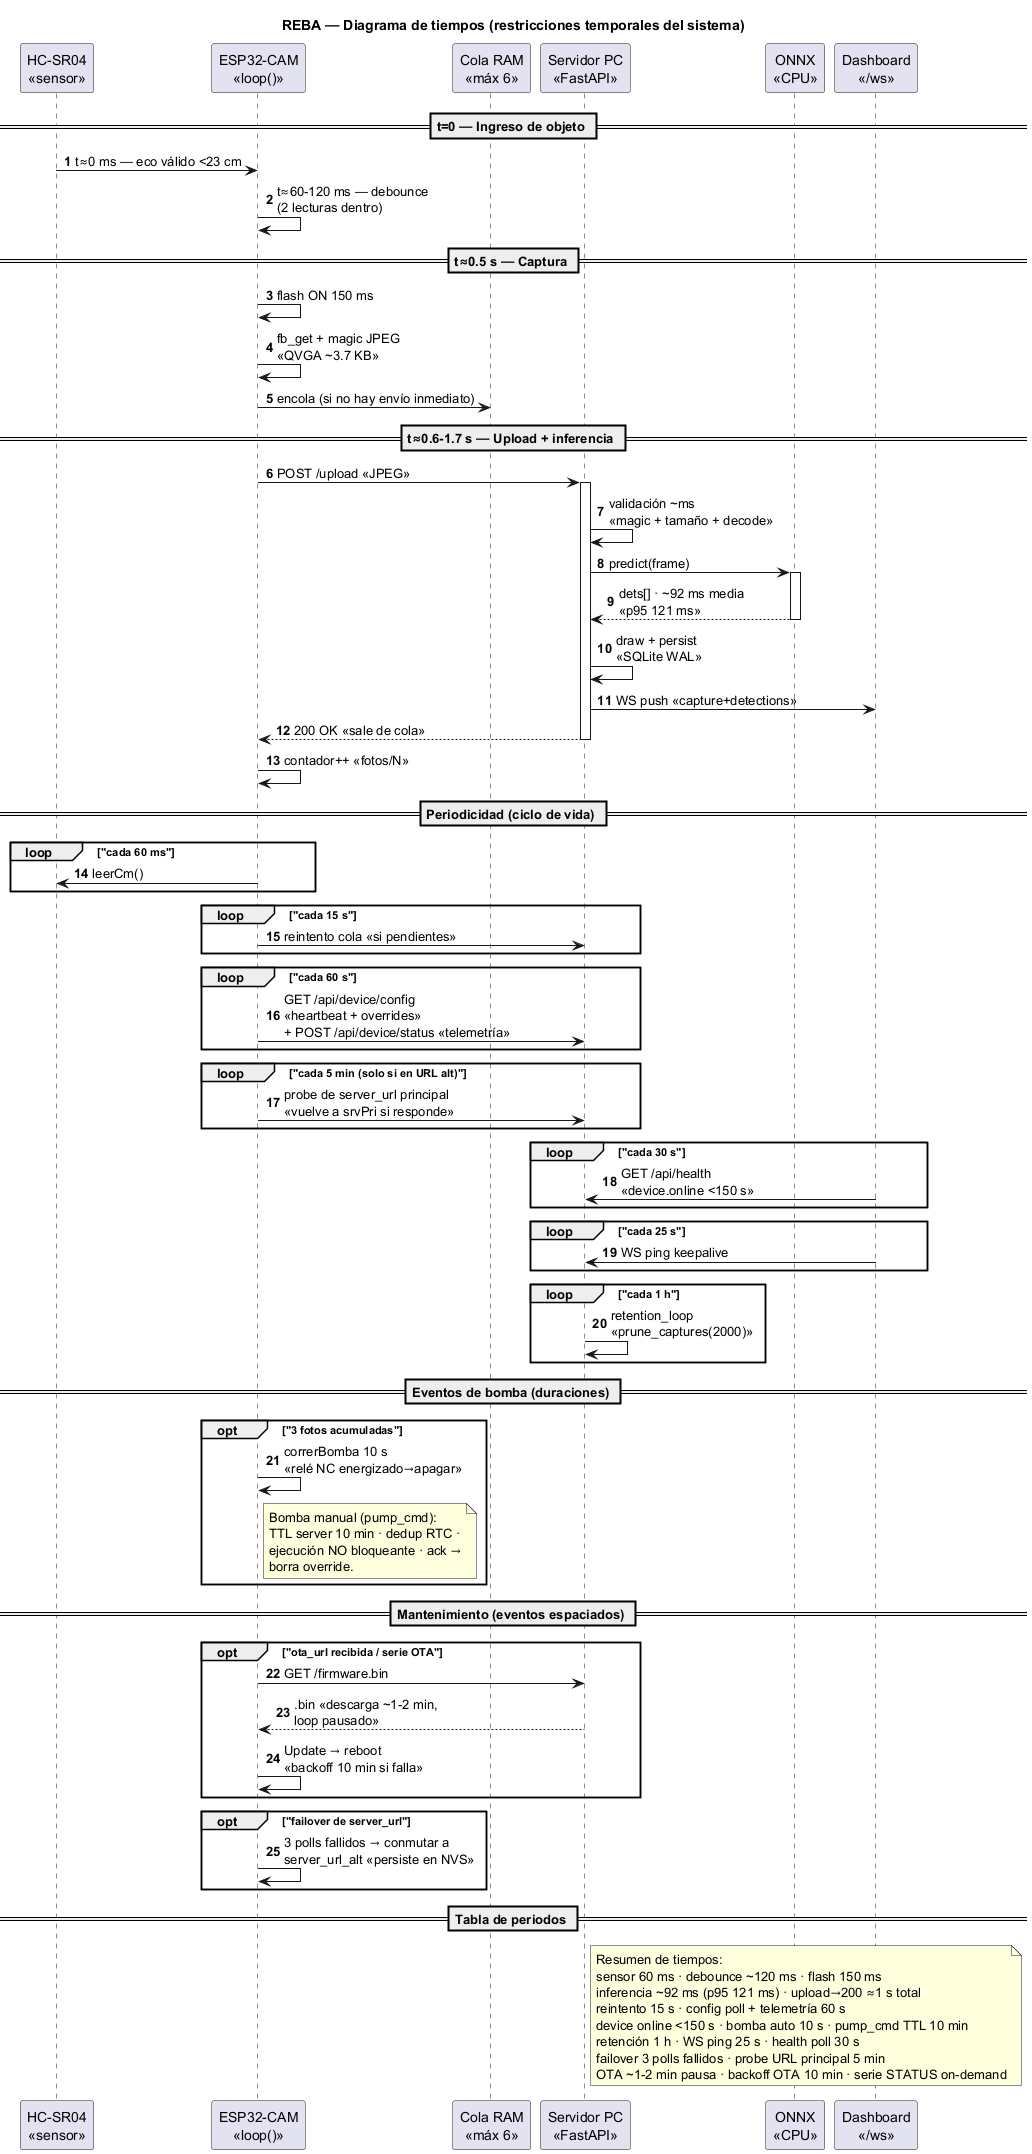 REBA — Diagrama de tiempos (restricciones temporales del sistema)
HC-SR04
«sensor»
ESP32-CAM
«loop()»
Cola RAM
«máx 6»
Servidor PC
«FastAPI»
ONNX
«CPU»
Dashboard
«/ws»
t=0 — Ingreso de objeto
1 t≈0 ms — eco válido <23 cm
2 t≈60-120 ms — debounce
(2 lecturas dentro)
t≈0.5 s — Captura
3 flash ON 150 ms
4 fb_get + magic JPEG
«QVGA ~3.7 KB»
5 encola (si no hay envío inmediato)
t≈0.6-1.7 s — Upload + inferencia
6 POST /upload «JPEG»
7 validación ~ms
«magic + tamaño + decode»
8 predict(frame)
9 dets[] · ~92 ms media
«p95 121 ms»
10 draw + persist
«SQLite WAL»
11 WS push «capture+detections»
12 200 OK «sale de cola»
13 contador++ «fotos/N»
Periodicidad (ciclo de vida)
loop ["cada 60 ms"]
14 leerCm()
loop ["cada 15 s"]
15 reintento cola «si pendientes»
loop ["cada 60 s"]
16 GET /api/device/config
«heartbeat + overrides»
+ POST /api/device/status «telemetría»
loop ["cada 5 min (solo si en URL alt)"]
17 probe de server_url principal
«vuelve a srvPri si responde»
loop ["cada 30 s"]
18 GET /api/health
«device.online <150 s»
loop ["cada 25 s"]
19 WS ping keepalive
loop ["cada 1 h"]
20 retention_loop
«prune_captures(2000)»
Eventos de bomba (duraciones)
opt ["3 fotos acumuladas"]
21 correrBomba 10 s
«relé NC energizado→apagar»
Bomba manual (pump_cmd):
TTL server 10 min · dedup RTC ·
ejecución NO bloqueante · ack →
borra override.
Mantenimiento (eventos espaciados)
opt ["ota_url recibida / serie OTA"]
22 GET /firmware.bin
23 .bin «descarga ~1-2 min,
loop pausado»
24 Update → reboot
«backoff 10 min si falla»
opt ["failover de server_url"]
25 3 polls fallidos → conmutar a
server_url_alt «persiste en NVS»
Tabla de periodos
Resumen de tiempos:
sensor 60 ms · debounce ~120 ms · flash 150 ms
inferencia ~92 ms (p95 121 ms) · upload→200 ≈1 s total
reintento 15 s · config poll + telemetría 60 s
device online <150 s · bomba auto 10 s · pump_cmd TTL 10 min
retención 1 h · WS ping 25 s · health poll 30 s
failover 3 polls fallidos · probe URL principal 5 min
OTA ~1-2 min pausa · backoff OTA 10 min · serie STATUS on-demand
HC-SR04
«sensor»
ESP32-CAM
«loop()»
Cola RAM
«máx 6»
Servidor PC
«FastAPI»
ONNX
«CPU»
Dashboard
«/ws»